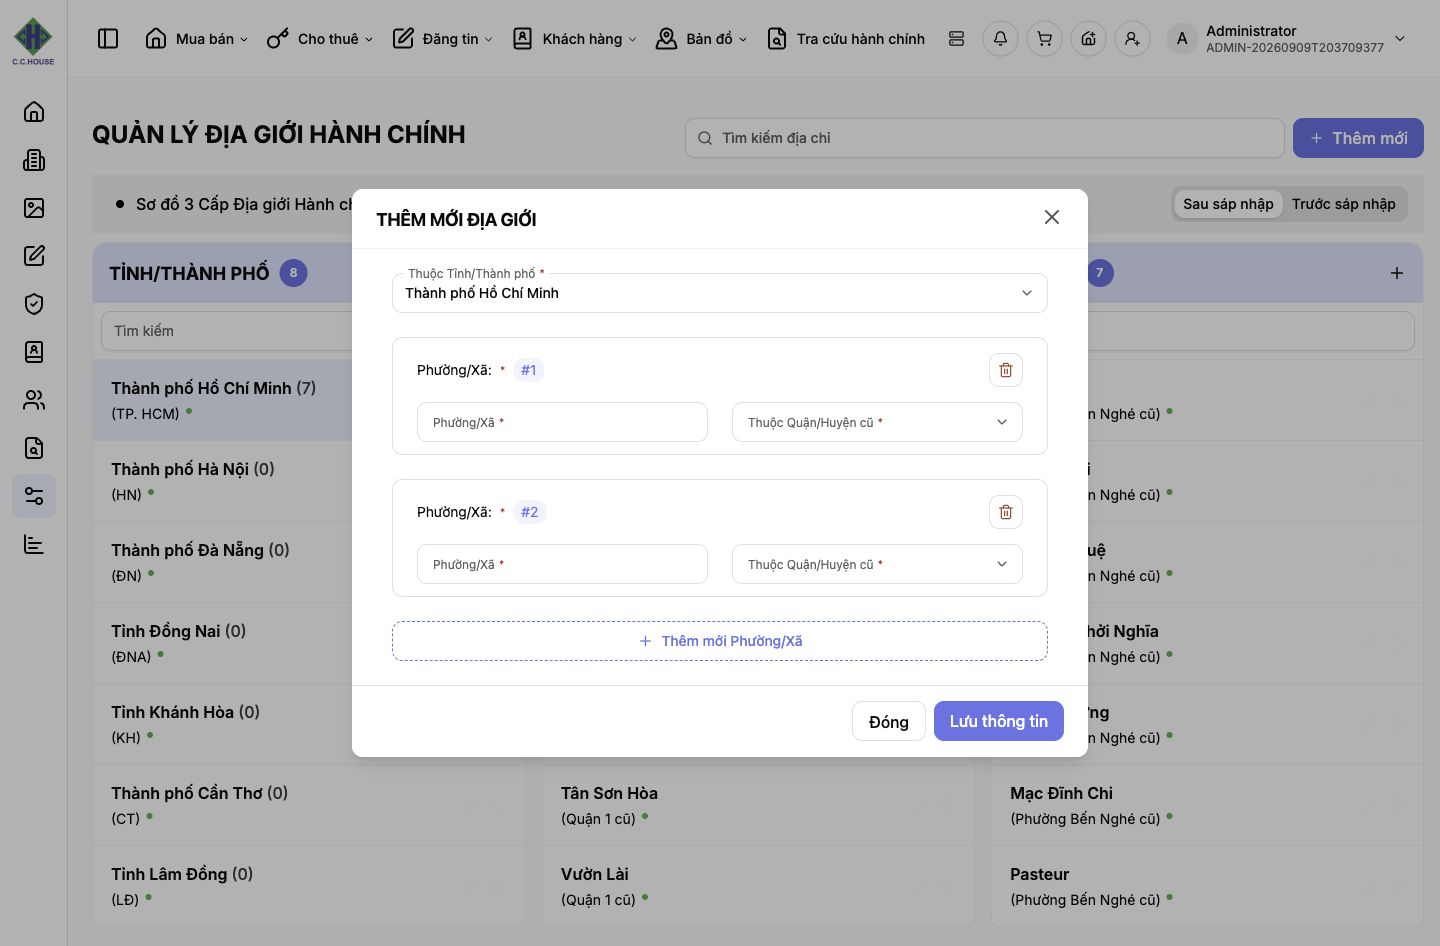 C.C.HOUSE
Mua bán
Cho thuê
Đăng tin
Khách hàng
Bản đồ
Tra cứu hành chính
A
Administrator
ADMIN-20260909T203709377
QUẢN LÝ ĐỊA GIỚI HÀNH CHÍNH
Tìm kiếm địa chỉ
Thêm mới
Sơ đồ 3 Cấp Địa giới Hành ch
Sau sáp nhập
Trước sáp nhập
TỈNH/THÀNH PHỐ 8
7
Tìm kiếm
Thành phố Hồ Chí Minh (7)
(TP. HCM)
Thành phố Hà Nội (0)
(HN)
Thành phố Đà Nẵng (0)
(ĐN)
Tỉnh Đồng Nai (0)
(ĐNA)
Tỉnh Khánh Hòa (0)
(KH)
Thành phố Cần Thơ (0)
(CT)
Tỉnh Lâm Đồng (0)
(LĐ)
THÊM MỚI ĐỊA GIỚI
Thuộc Tỉnh/Thành phố *
Thành phố Hồ Chí Minh
Phường/Xã: * #1
Phường/Xã *
Thuộc Quận/Huyện cũ *
Phường/Xã: * #2
Phường/Xã *
Thuộc Quận/Huyện cũ *
Thêm mới Phường/Xã
Đóng
Lưu thông tin
Tân Sơn Hòa
(Quận 1 cũ)
Vườn Lài
(Quận 1 cũ)
n Nghé cũ)
i
n Nghé cũ)
uệ
n Nghé cũ)
hởi Nghĩa
n Nghé cũ)
ng
n Nghé cũ)
Mạc Đĩnh Chi
(Phường Bến Nghé cũ)
Pasteur
(Phường Bến Nghé cũ)